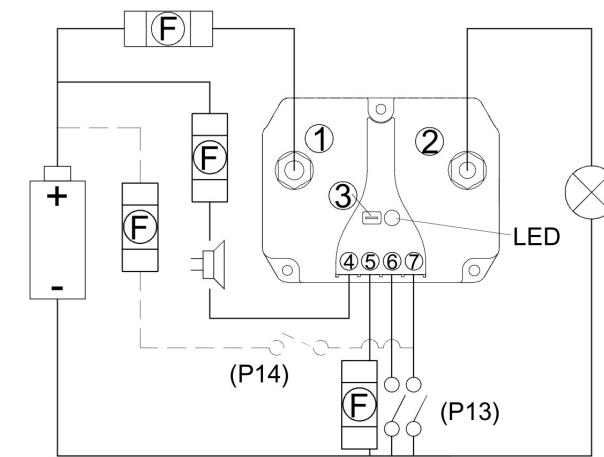 F
① ②
F
+ ③
F
LED
-
④ ⑤ ⑥ ⑦
(P14)
F (P13)